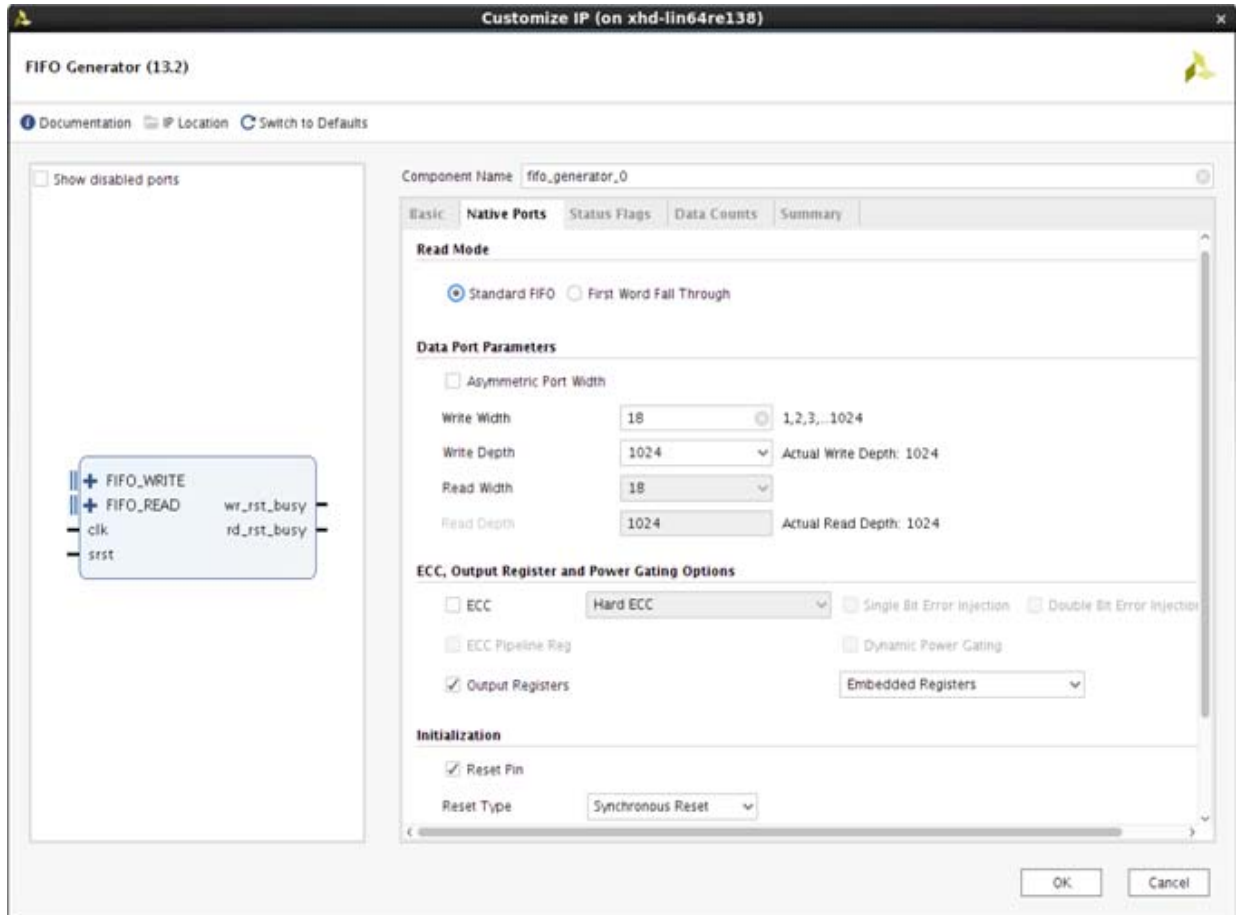 Customize IP (on xhd-lin64re138)
FIFO Generator (13.2)
Documentation IP Location Switch to Defaults
Show disabled ports
FIFO_WRITE
FIFO_READ wr_rst_busy
clk rd_rst_busy
srst
Component Name fifo_generator_0
Basic Native Ports Status Flags Data Counts Summary
Read Mode
Standard FIFO First Word Fall Through
Data Port Parameters
Asymmetric Port Width
Write Width 18 1,2,3,...1024
Write Depth 1024 Actual Write Depth: 1024
Read Width 18
Read Depth 1024 Actual Read Depth: 1024
ECC, Output Register and Power Gating Options
ECC Hard ECC Single Bit Error Injection Double Bit Error Injection
ECC Pipeline Reg Dynamic Power Gating
Output Registers Embedded Registers
Initialization
Reset Pin
Reset Type Synchronous Reset
OK Cancel